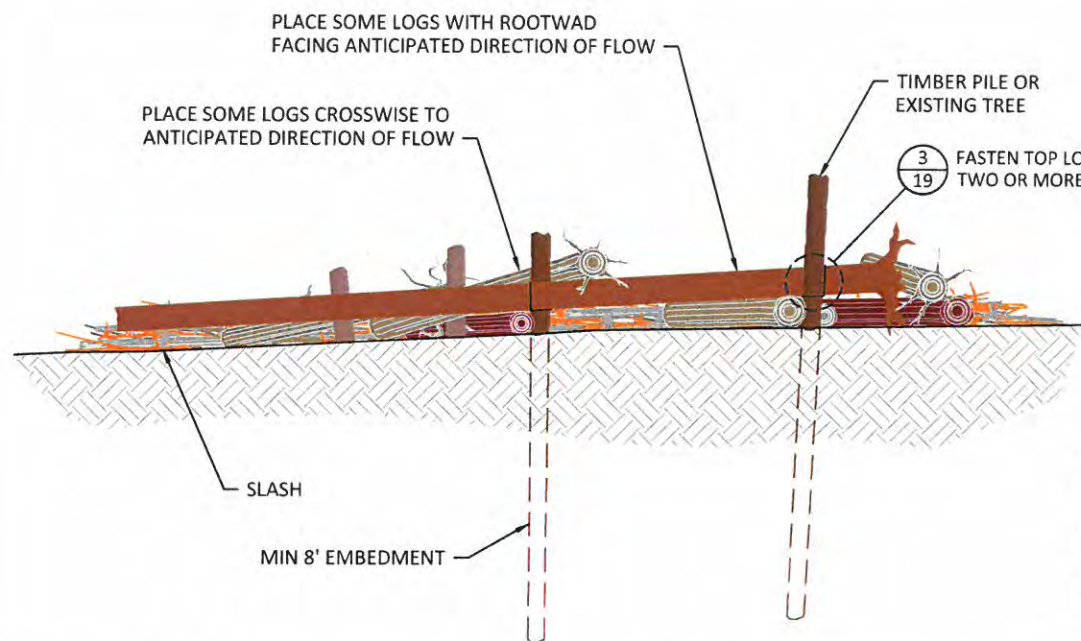 PLACE SOME LOGS WITH ROOTWAD
FACING ANTICIPATED DIRECTION OF FLOW
PLACE SOME LOGS CROSSWISE TO
ANTICIPATED DIRECTION OF FLOW
TIMBER PILE OR
EXISTING TREE
3
19
FASTEN TOP
TWO OR MORE
SLASH
MIN 8' EMBEDMENT